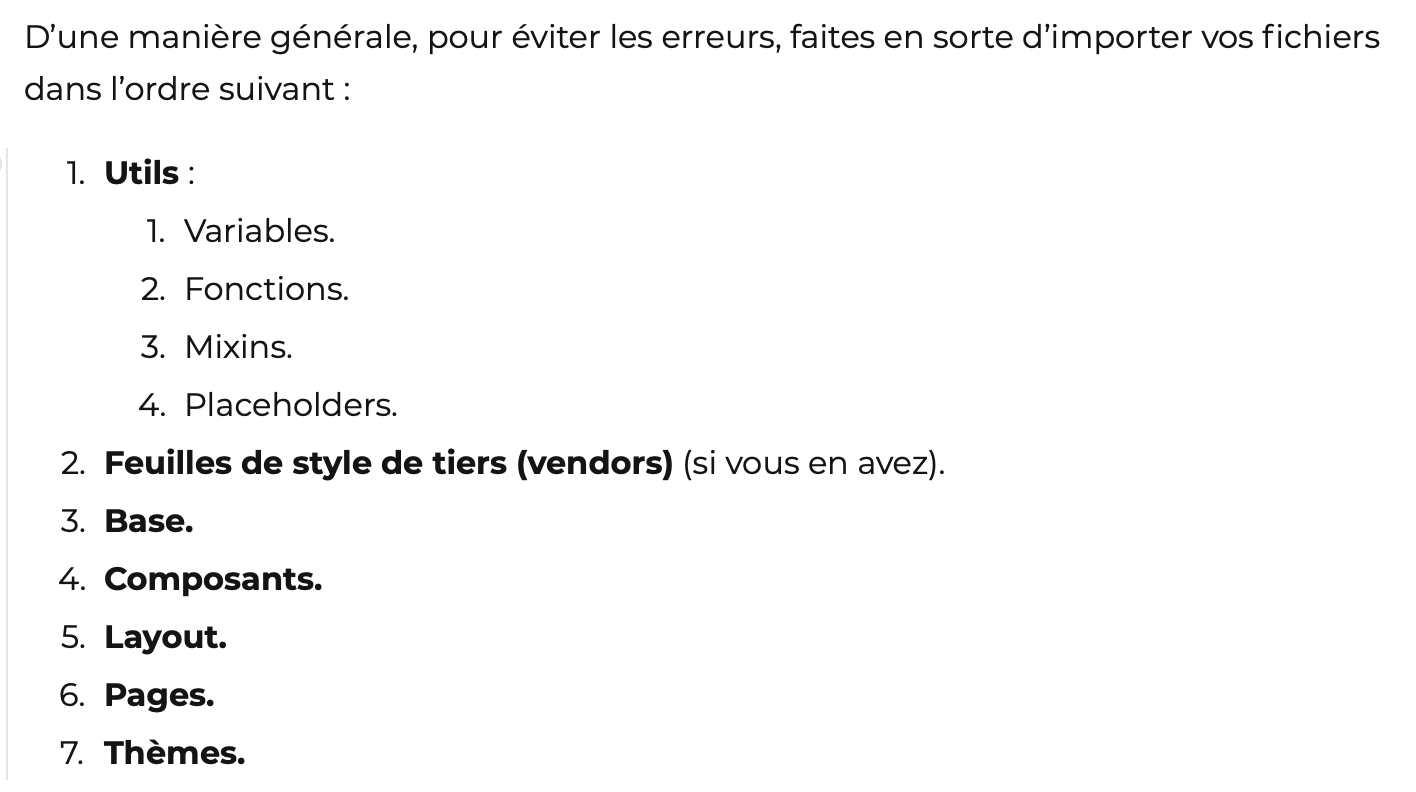 D’une manière générale, pour éviter les erreurs, faites en sorte d’importer vos fichiers
dans l’ordre suivant :
1. Utils :
1. Variables.
2. Fonctions.
3. Mixins.
4. Placeholders.
2. Feuilles de style de tiers (vendors) (si vous en avez).
3. Base.
4. Composants.
5. Layout.
6. Pages.
7. Thèmes.